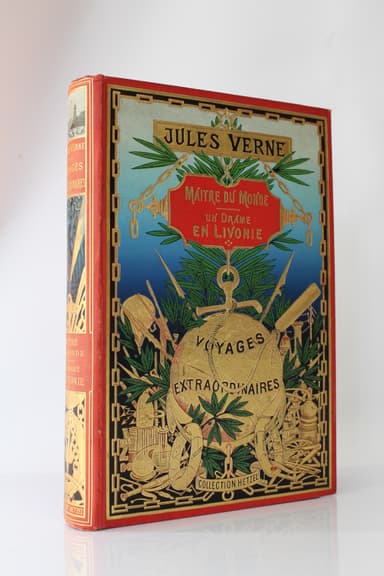 JULES VERNE
MAÎTRE DU MONDE
UN DRAME
EN LIVONIE
VOYAGES
EXTRAORDINAIRES
COLLECTION HETZEL